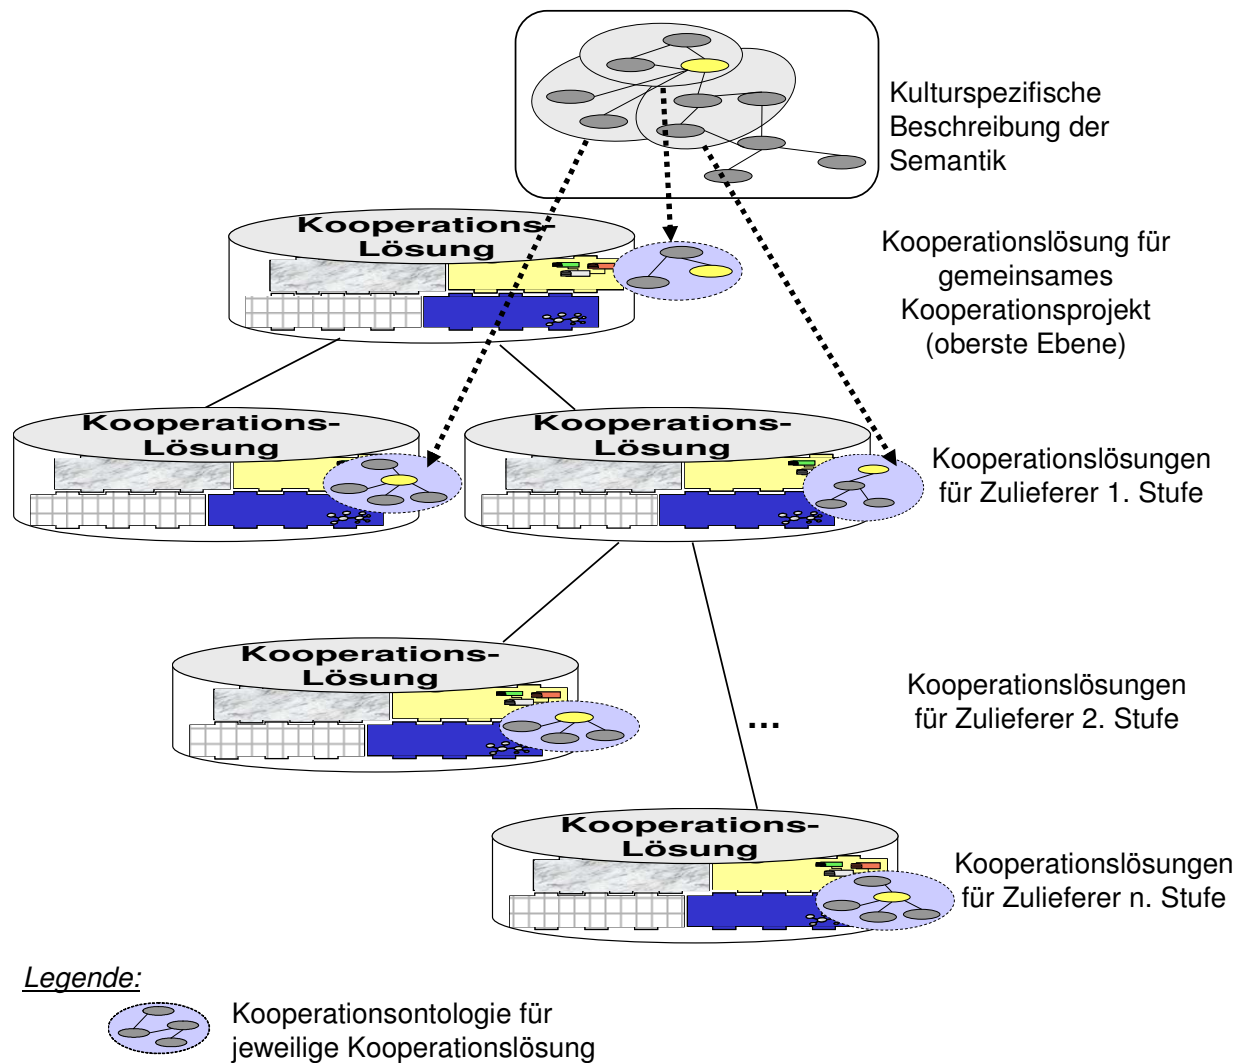 Kulturspezifische
Beschreibung der
Semantik
Kooperations-
Lösung
Kooperationslösung für
gemeinsames
Kooperationsprojekt
(oberste Ebene)
Kooperations-
Lösung
Kooperations-
Lösung
Kooperationslösungen
für Zulieferer 1. Stufe
Kooperations-
Lösung
...
Kooperationslösungen
für Zulieferer 2. Stufe
Kooperations-
Lösung
Kooperationslösungen
für Zulieferer n. Stufe
Legende:
Kooperationsontologie für
jeweilige Kooperationslösung